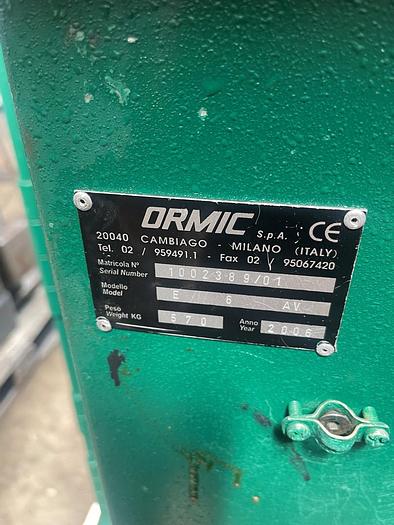 ORMIC S.p.A. CE
20040 CAMBIAGO - MILANO (ITALY)
Tel. 02 / 959491.1 - Fax 02 / 95067420
Matricola N° 1002389/01
Serial Number
Modello E 6 AV
Model
Peso 570 Anno 2006
Weight KG Year